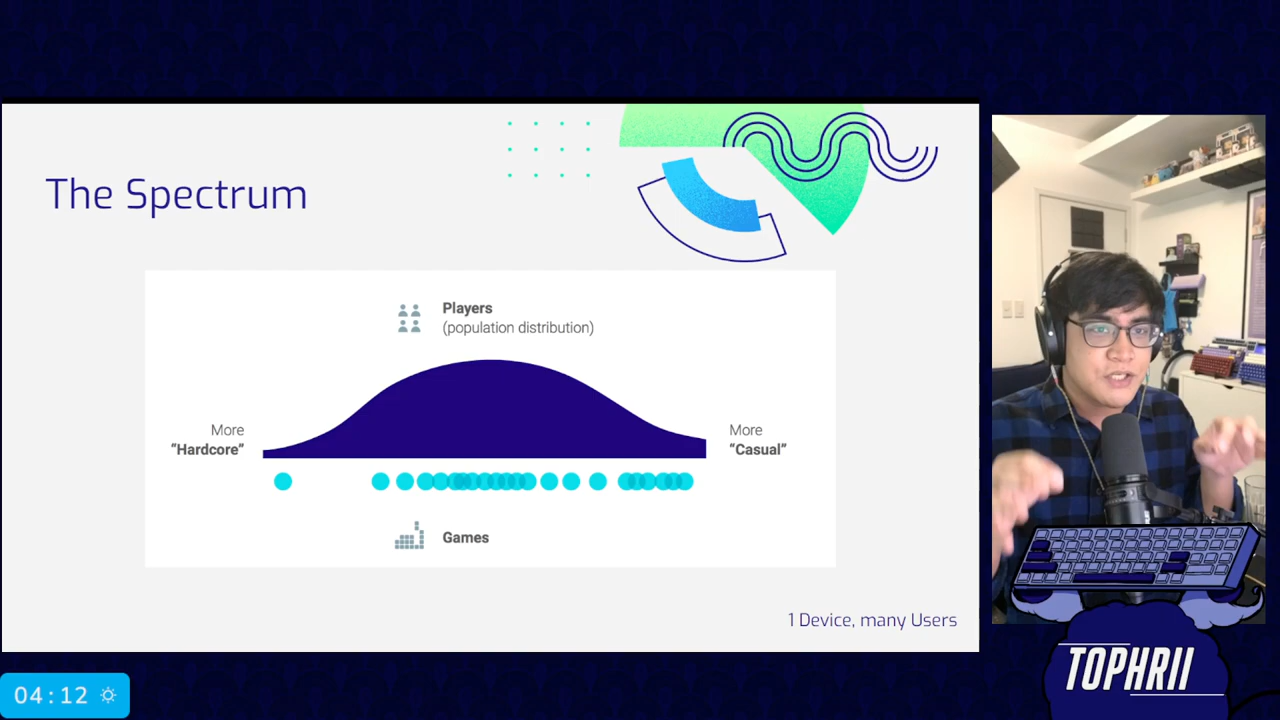 The Spectrum
Players
(population distribution)
More
“Hardcore”
More
“Casual”
Games
1 Device, many Users
04:12
TOPHRII